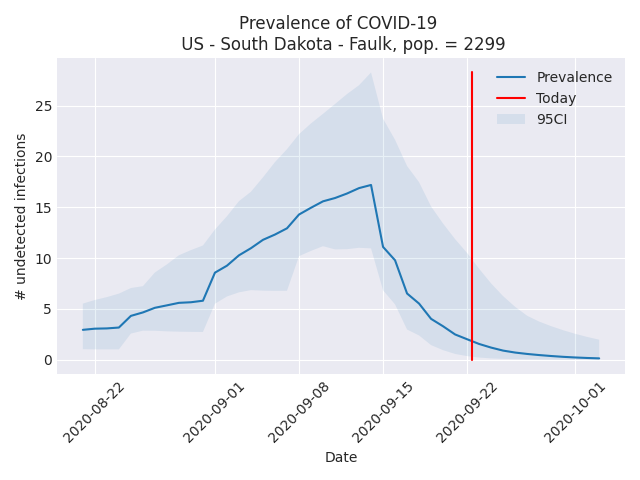 Prevalence of COVID-19
US - South Dakota - Faulk, pop. = 2299
Prevalence
Today
95CI
# undetected infections
25
20
15
10
5
0
2020-08-22
2020-09-01
2020-09-08
2020-09-15
2020-09-22
2020-10-01
Date